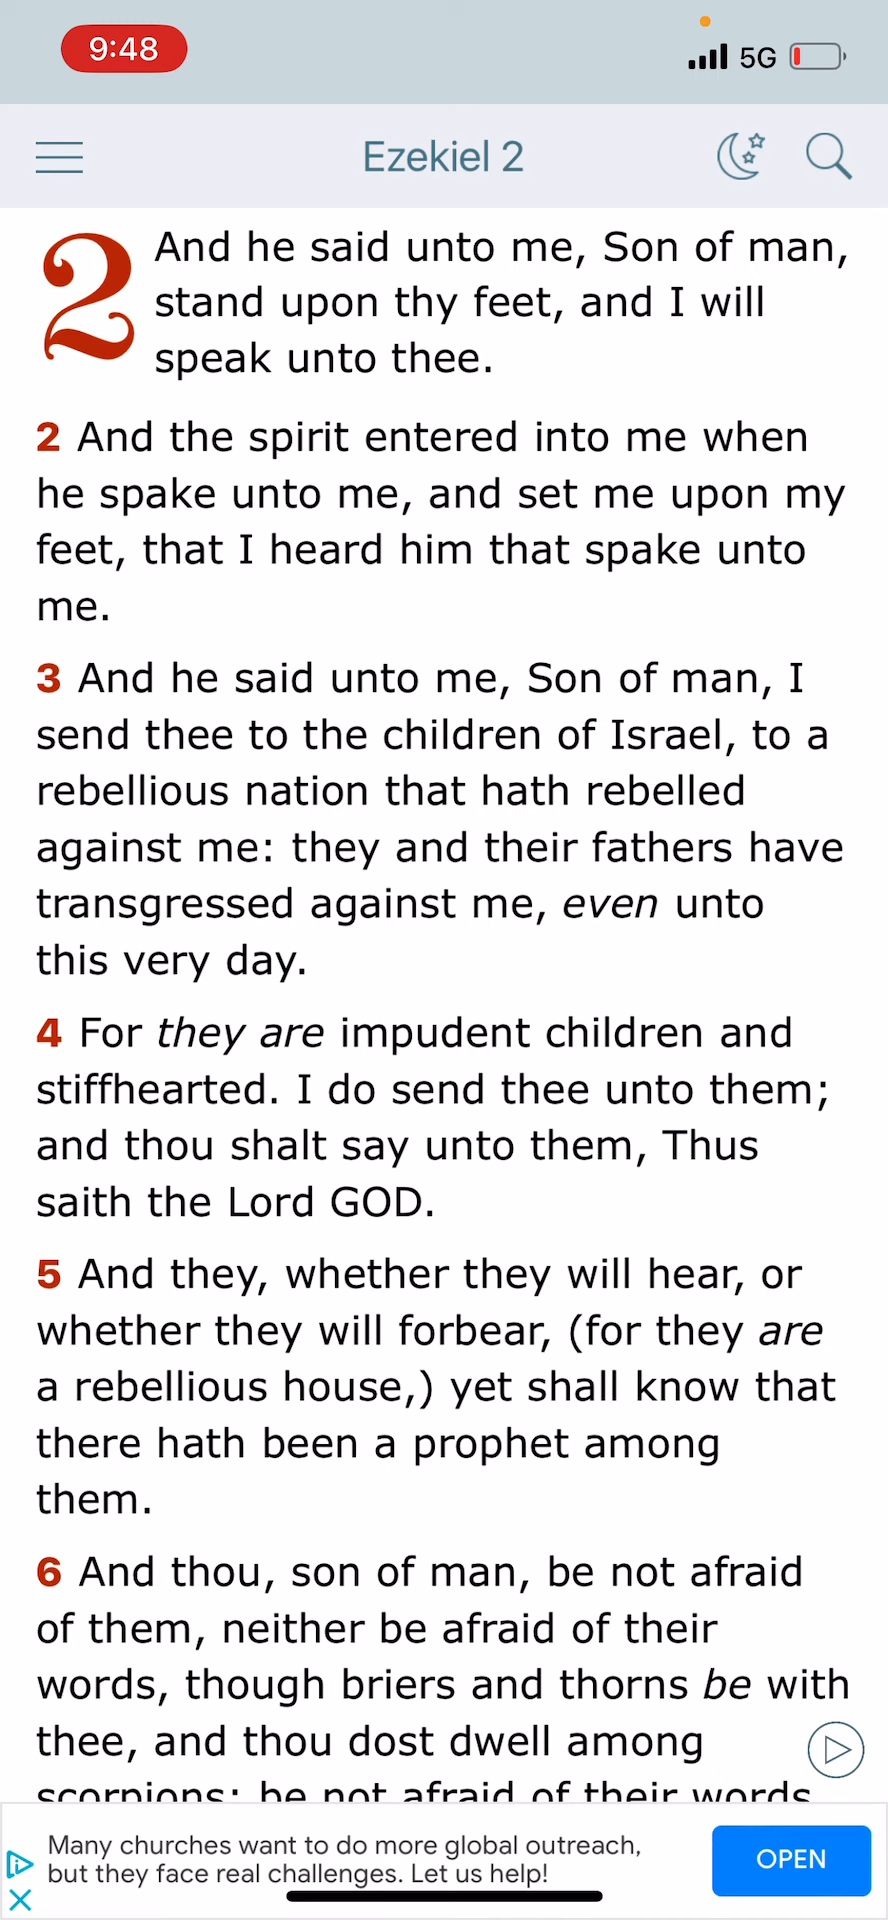 9:48
5G
Ezekiel 2
2 And he said unto me, Son of man,
stand upon thy feet, and I will
speak unto thee.
2 And the spirit entered into me when
he spake unto me, and set me upon my
feet, that I heard him that spake unto
me.
3 And he said unto me, Son of man, I
send thee to the children of Israel, to a
rebellious nation that hath rebelled
against me: they and their fathers have
transgressed against me, even unto
this very day.
4 For they are impudent children and
stiffhearted. I do send thee unto them;
and thou shalt say unto them, Thus
saith the Lord GOD.
5 And they, whether they will hear, or
whether they will forbear, (for they are
a rebellious house,) yet shall know that
there hath been a prophet among
them.
6 And thou, son of man, be not afraid
of them, neither be afraid of their
words, though briers and thorns be with
thee, and thou dost dwell among
scorpions: be not afraid of their words
Many churches want to do more global outreach,
but they face real challenges. Let us help!
OPEN